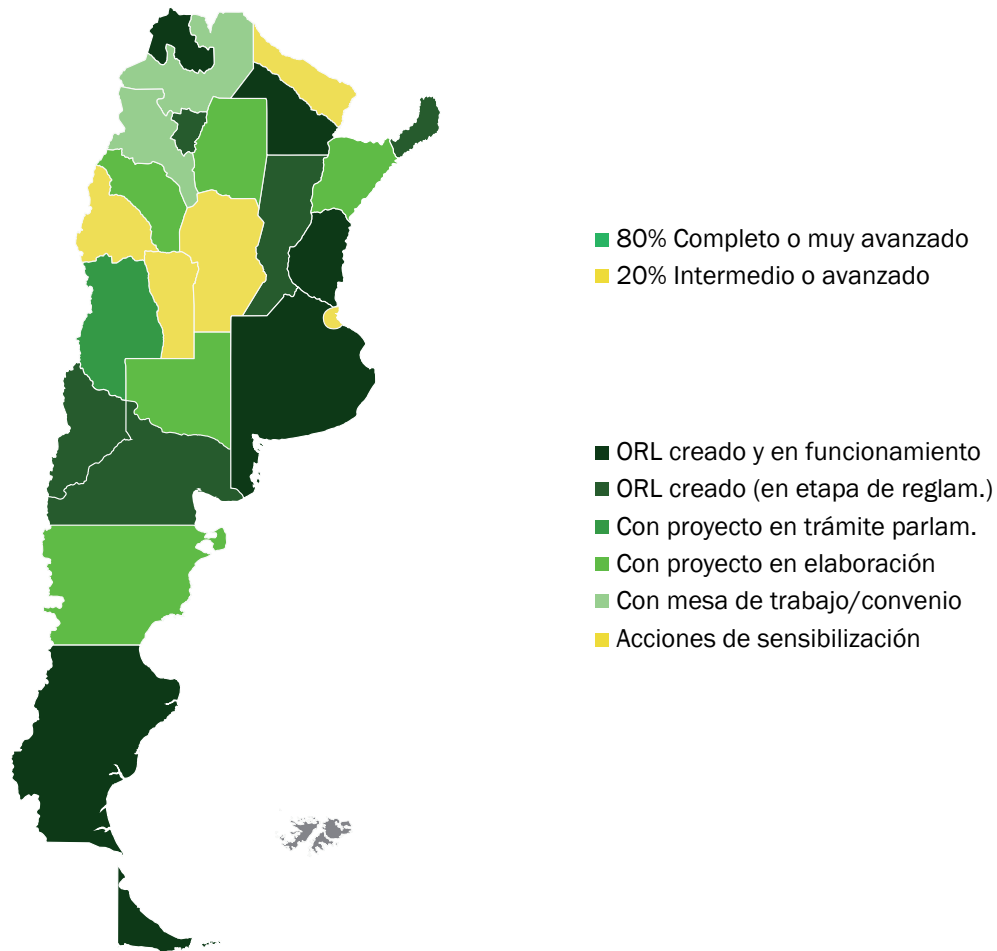 80% Completo o muy avanzado
20% Intermedio o avanzado
ORL creado y en funcionamiento
ORL creado (en etapa de reglam.)
Con proyecto en trámite parlam.
Con proyecto en elaboración
Con mesa de trabajo/convenio
Acciones de sensibilización